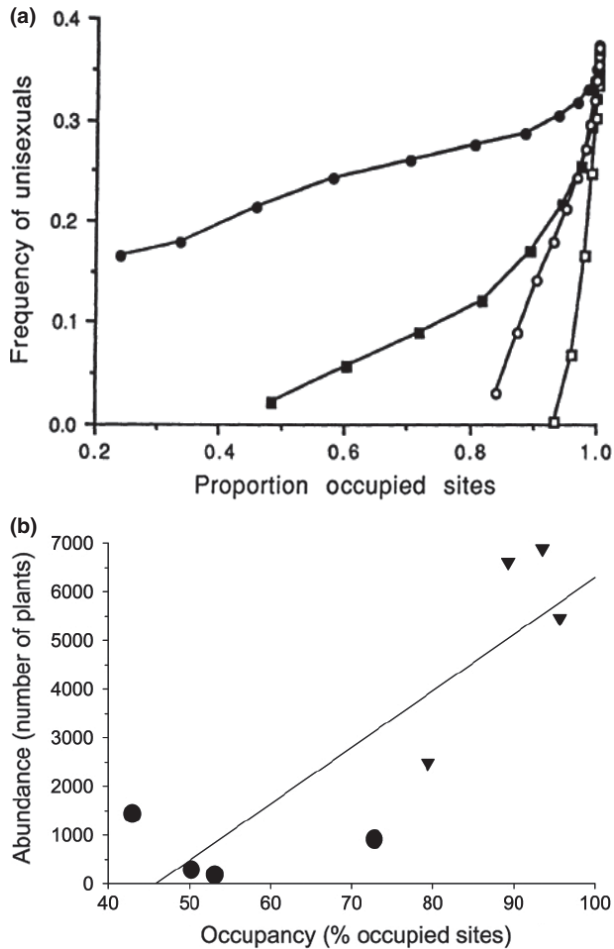 (a)
0.4
0.3
0.2
0.1
0.0
Frequency of unisexuals
0.2 0.4 0.6 0.8 1.0
Proportion occupied sites
(b)
7000
6000
5000
4000
3000
2000
1000
0
Abundance (number of plants)
40 50 60 70 80 90 100
Occupancy (% occupied sites)